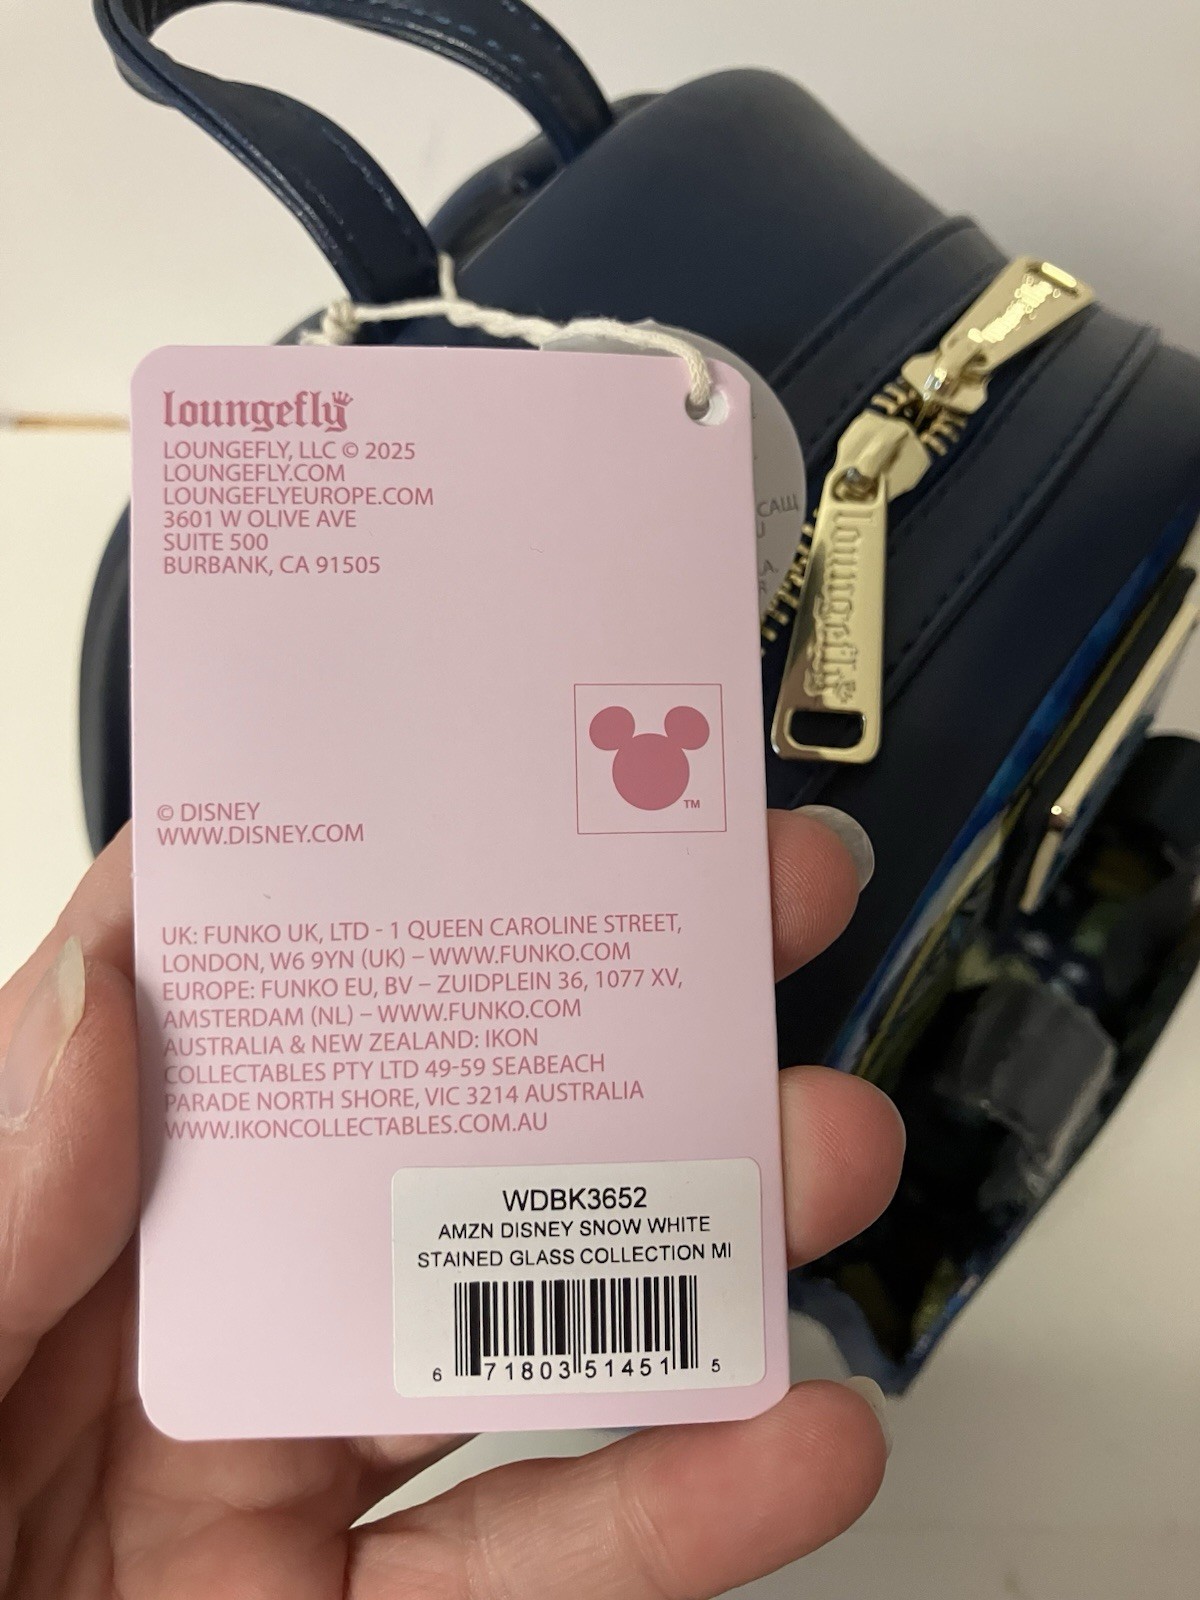 loungefly
LOUNGEFLY, LLC © 2025
LOUNGEFLY.COM
LOUNGEFLYEUROPE.COM
3601 W OLIVE AVE
SUITE 500
BURBANK, CA 91505
loungefly
TM
© DISNEY
WWW.DISNEY.COM
UK: FUNKO UK, LTD - 1 QUEEN CAROLINE STREET,
LONDON, W6 9YN (UK) – WWW.FUNKO.COM
EUROPE: FUNKO EU, BV – ZUIDPLEIN 36, 1077 XV,
AMSTERDAM (NL) – WWW.FUNKO.COM
AUSTRALIA & NEW ZEALAND: IKON
COLLECTABLES PTY LTD 49-59 SEABEACH
PARADE NORTH SHORE, VIC 3214 AUSTRALIA
WWW.IKONCOLLECTABLES.COM.AU
WDBK3652
AMZN DISNEY SNOW WHITE
STAINED GLASS COLLECTION MI
6 71803 51451 5